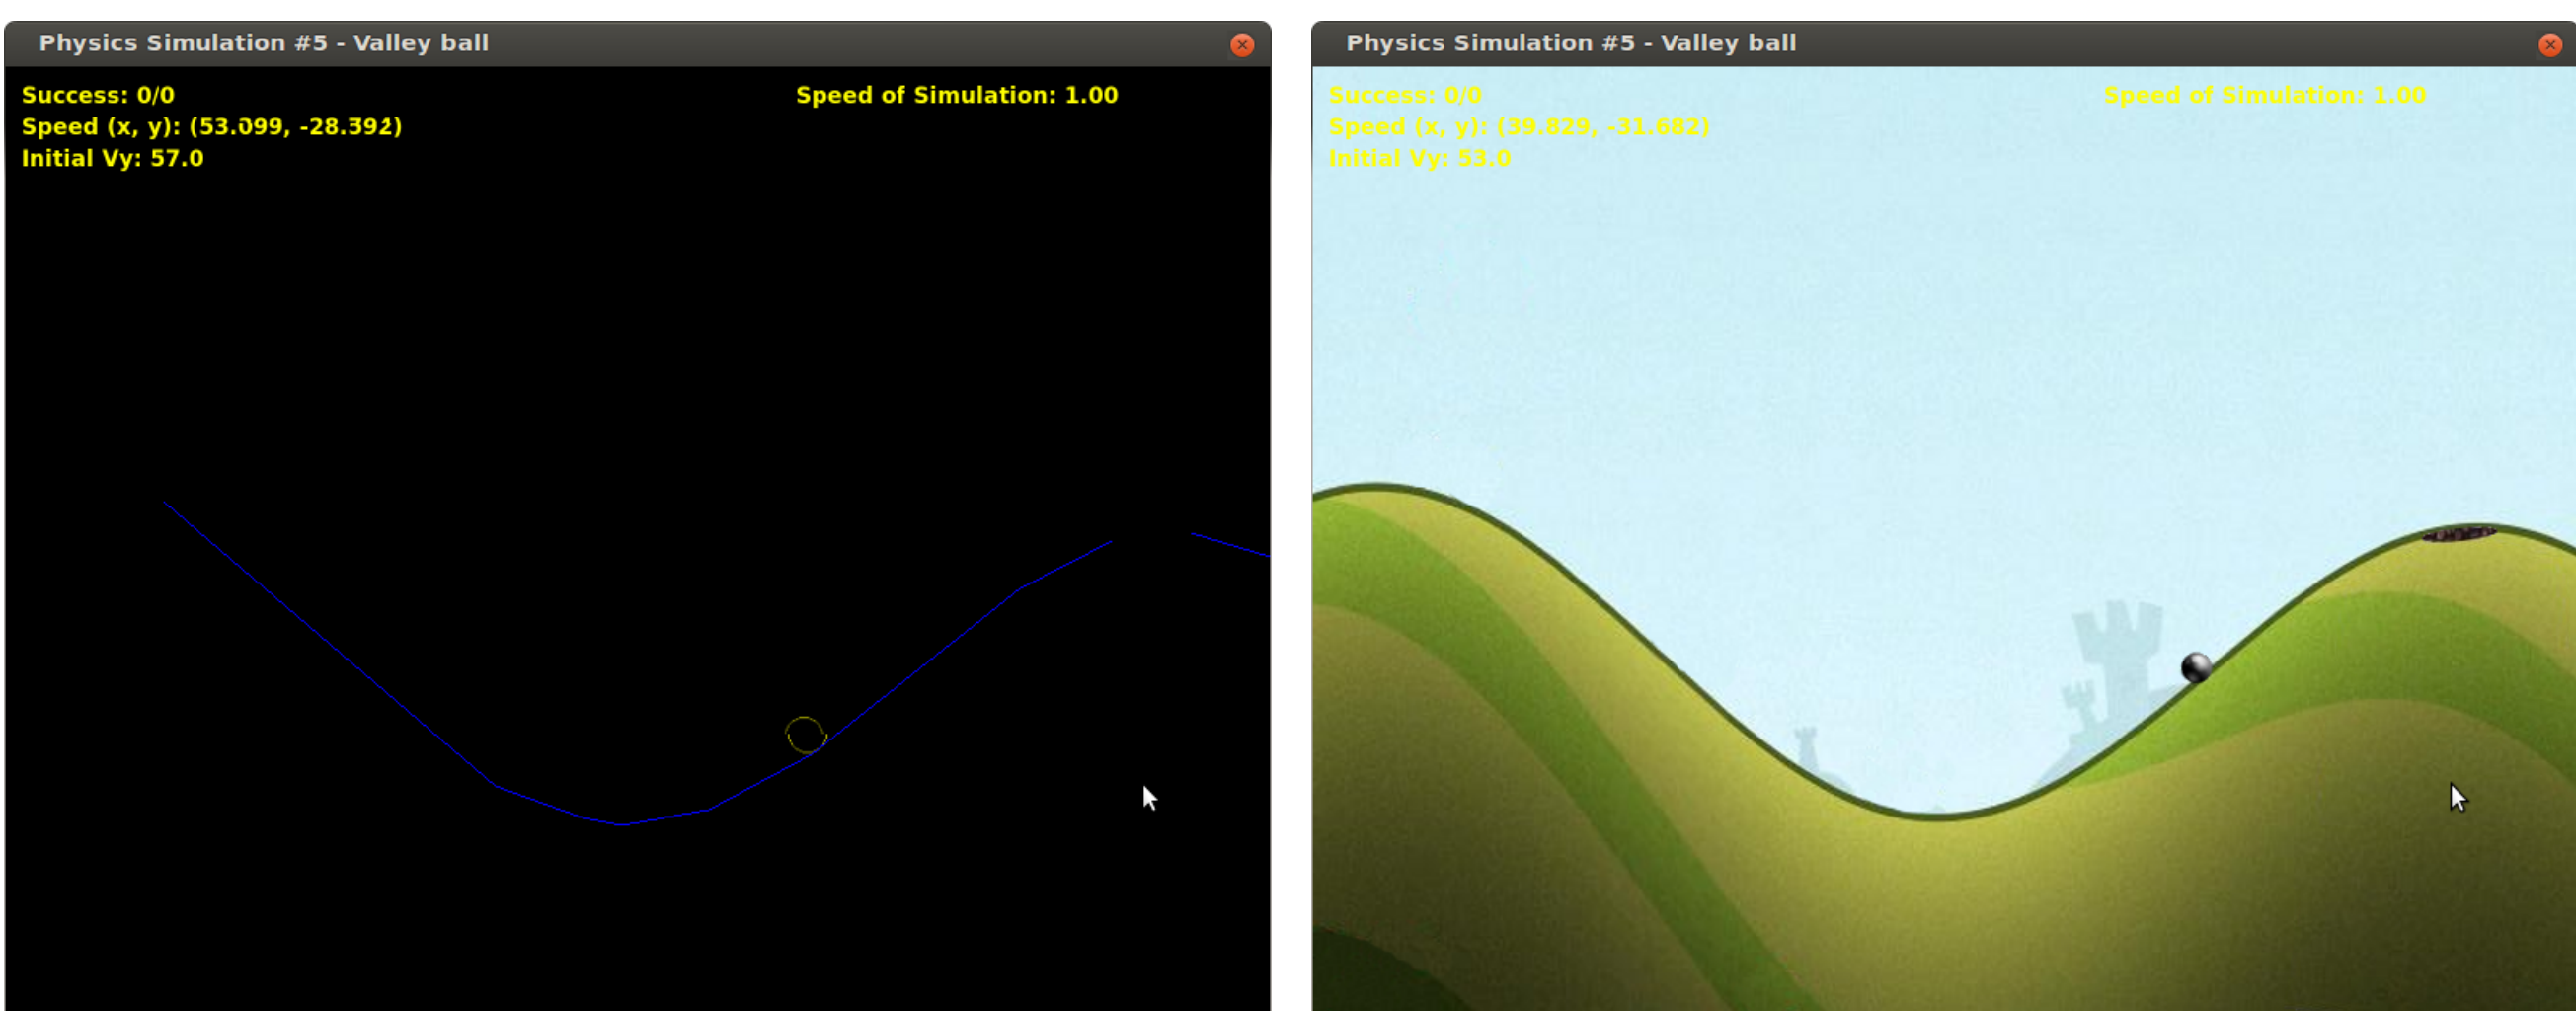 Physics Simulation #5 - Valley ball
Success: 0/0
Speed of Simulation: 1.00
Speed (x, y): (53.099, -28.392)
Initial Vy: 57.0
Physics Simulation #5 - Valley ball
Success: 0/0
Speed of Simulation: 1.00
Speed (x, y): (39.829, -31.682)
Initial Vy: 53.0